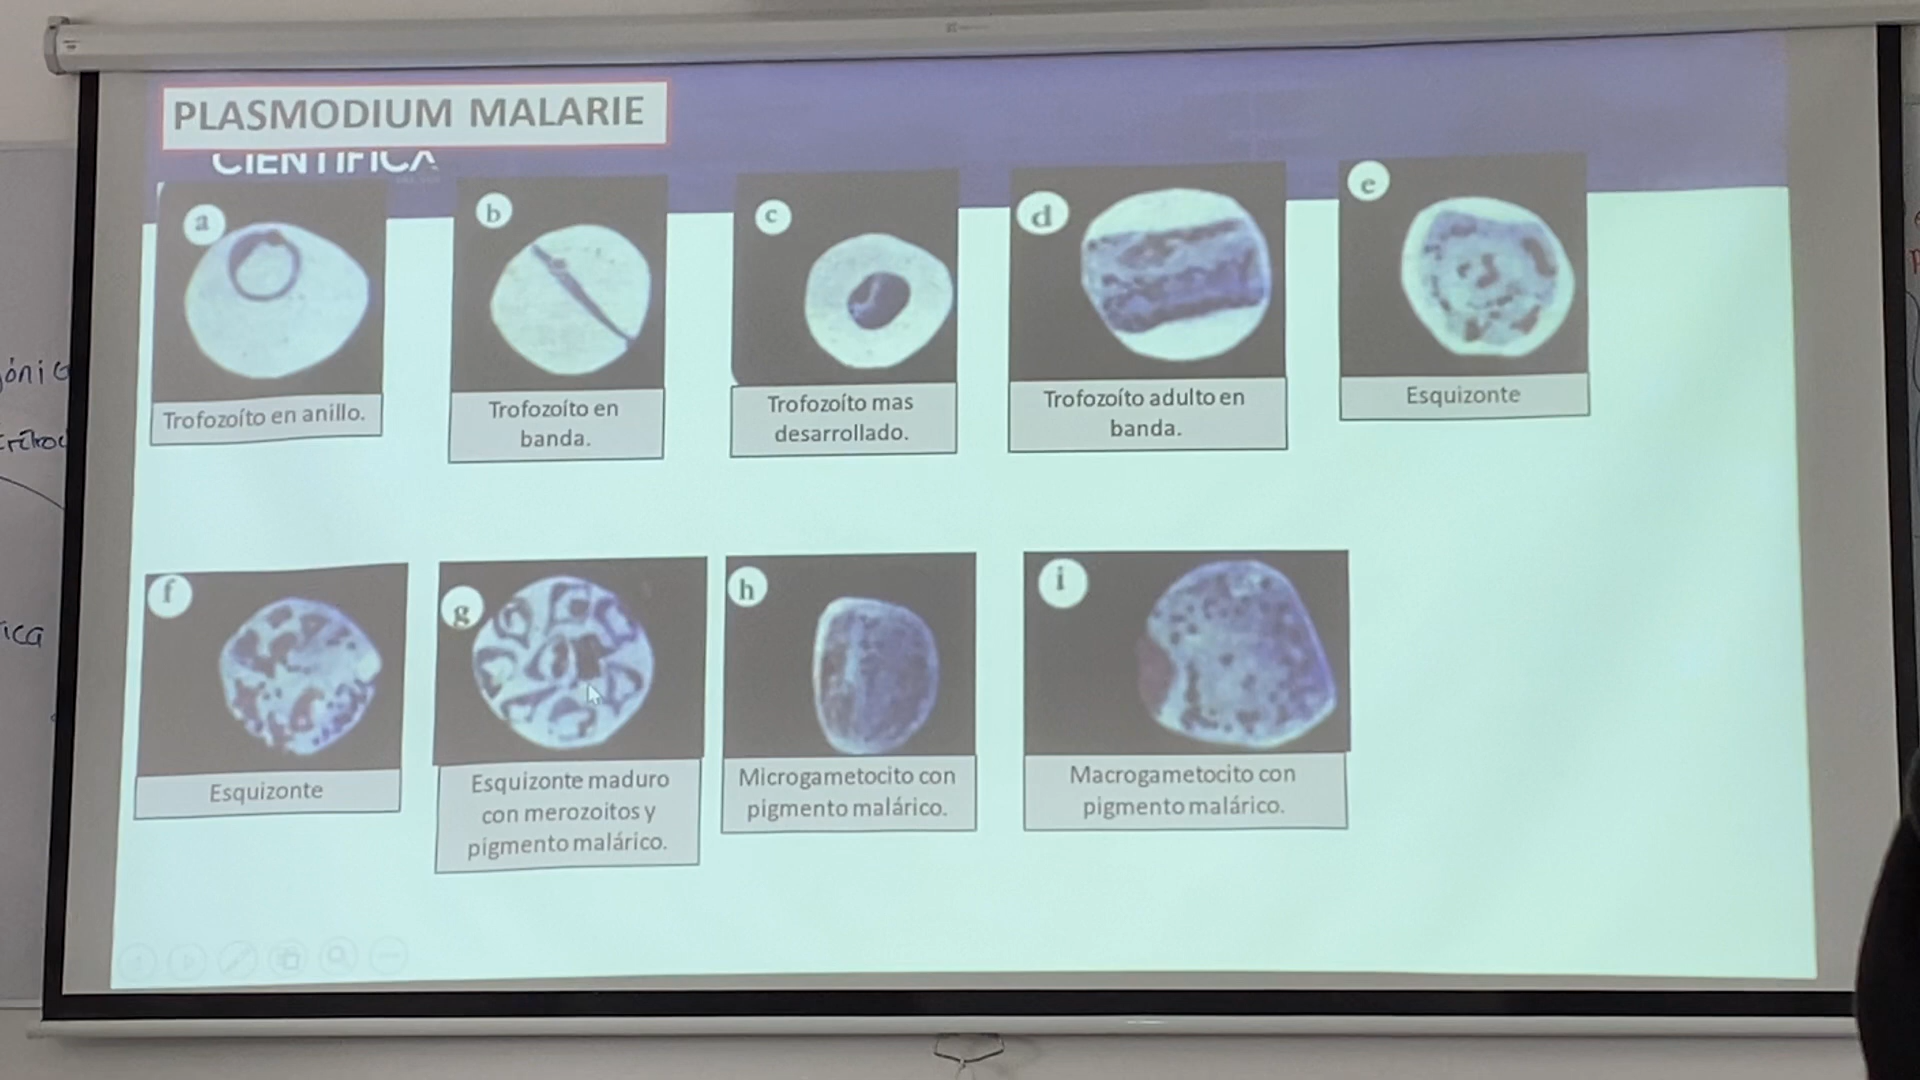 PLASMODIUM MALARIE
CIENTIFICA
a
b
c
d
e
Trofozoíto en anillo.
Trofozoíto en
banda.
Trofozoíto mas
desarrollado.
Trofozoíto adulto en
banda.
Esquizonte
f
g
h
i
Esquizonte
Esquizonte maduro
con merozoitos y
pigmento malárico.
Microgametocito con
pigmento malárico.
Macrogametocito con
pigmento malárico.